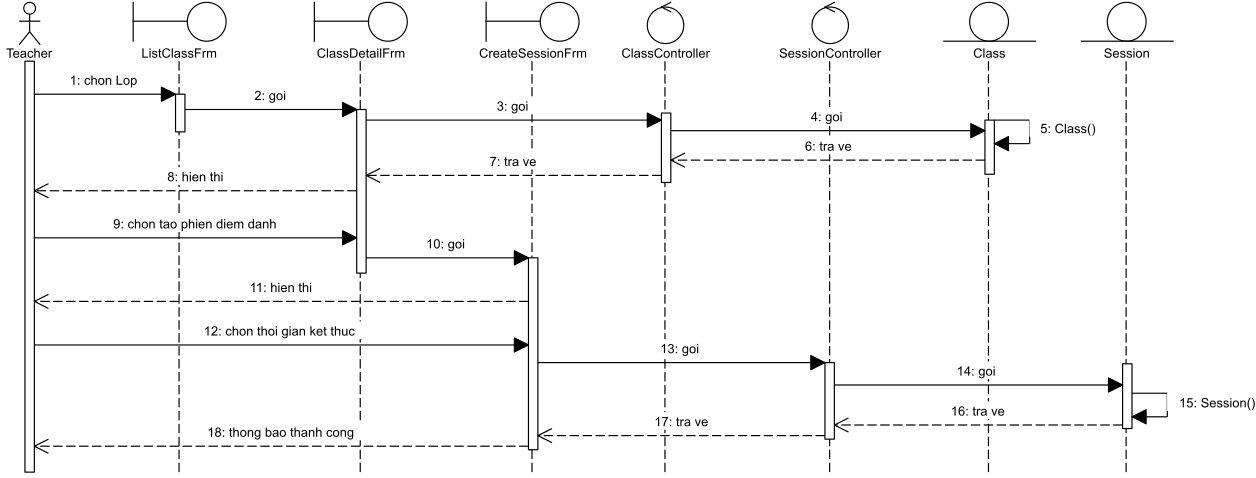 Teacher
ListClassFrm
ClassDetailFrm
CreateSessionFrm
ClassController
SessionController
Class
Session
1: chon Lop
2: goi
3: goi
4: goi
5: Class()
6: tra ve
7: tra ve
8: hien thi
9: chon tao phien diem danh
10: goi
11: hien thi
12: chon thoi gian ket thuc
13: goi
14: goi
15: Session()
16: tra ve
17: tra ve
18: thong bao thanh cong